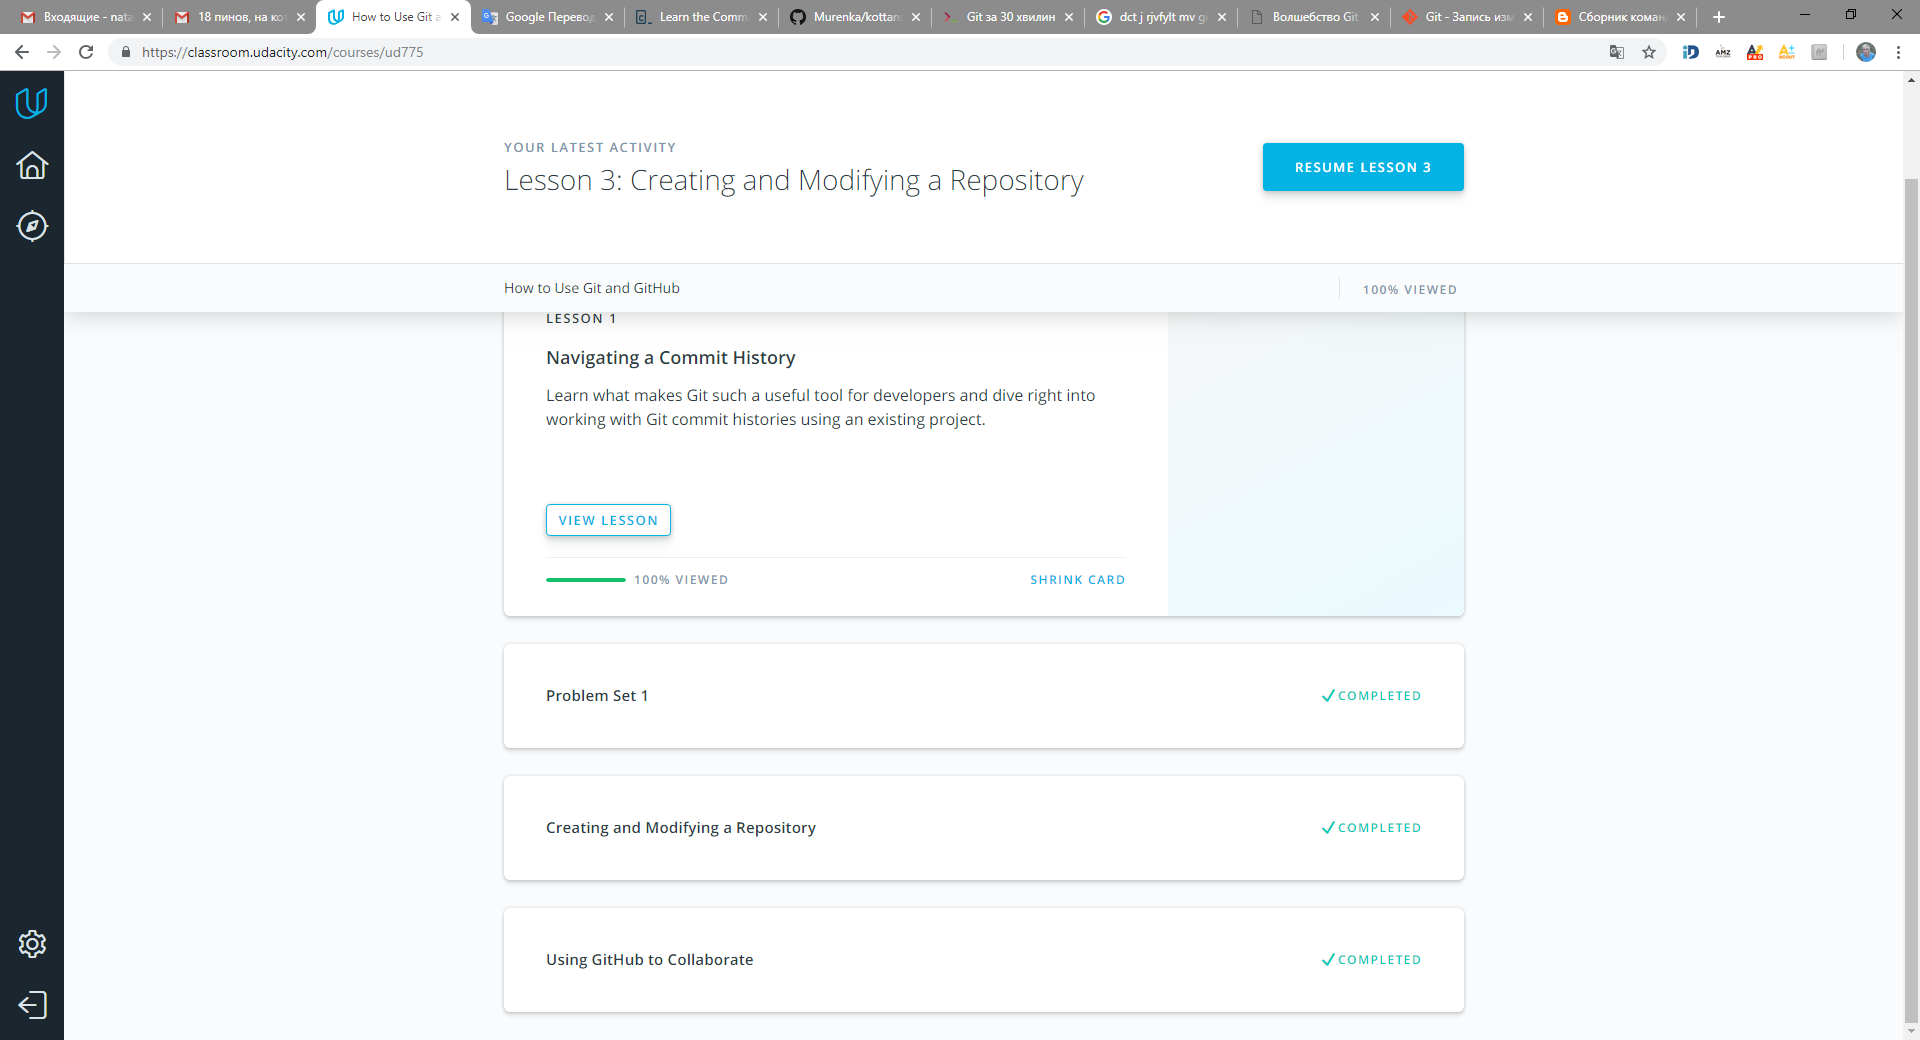 Входящие - nata
18 пинов, на кот
How to Use Git a
Google Перевод
Learn the Comm
Murenka/kottan
Git за 30 хвилин
dct j rjvfylt mv gi
Волшебство Git
Git - Запись изм
Сборник коман
https://classroom.udacity.com/courses/ud775
YOUR LATEST ACTIVITY
Lesson 3: Creating and Modifying a Repository
RESUME LESSON 3
How to Use Git and GitHub
100% VIEWED
LESSON 1
Navigating a Commit History
Learn what makes Git such a useful tool for developers and dive right into
working with Git commit histories using an existing project.
VIEW LESSON
100% VIEWED
SHRINK CARD
Problem Set 1
COMPLETED
Creating and Modifying a Repository
COMPLETED
Using GitHub to Collaborate
COMPLETED